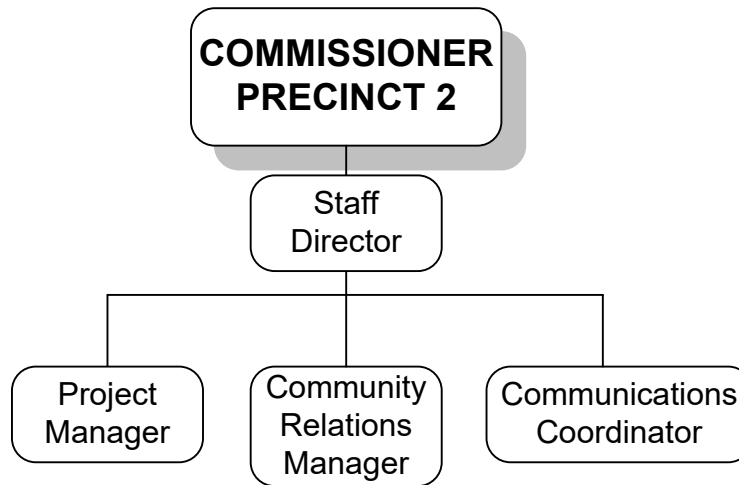 COMMISSIONER
PRECINCT 2
Staff
Director
Project
Manager
Community
Relations
Manager
Communications
Coordinator